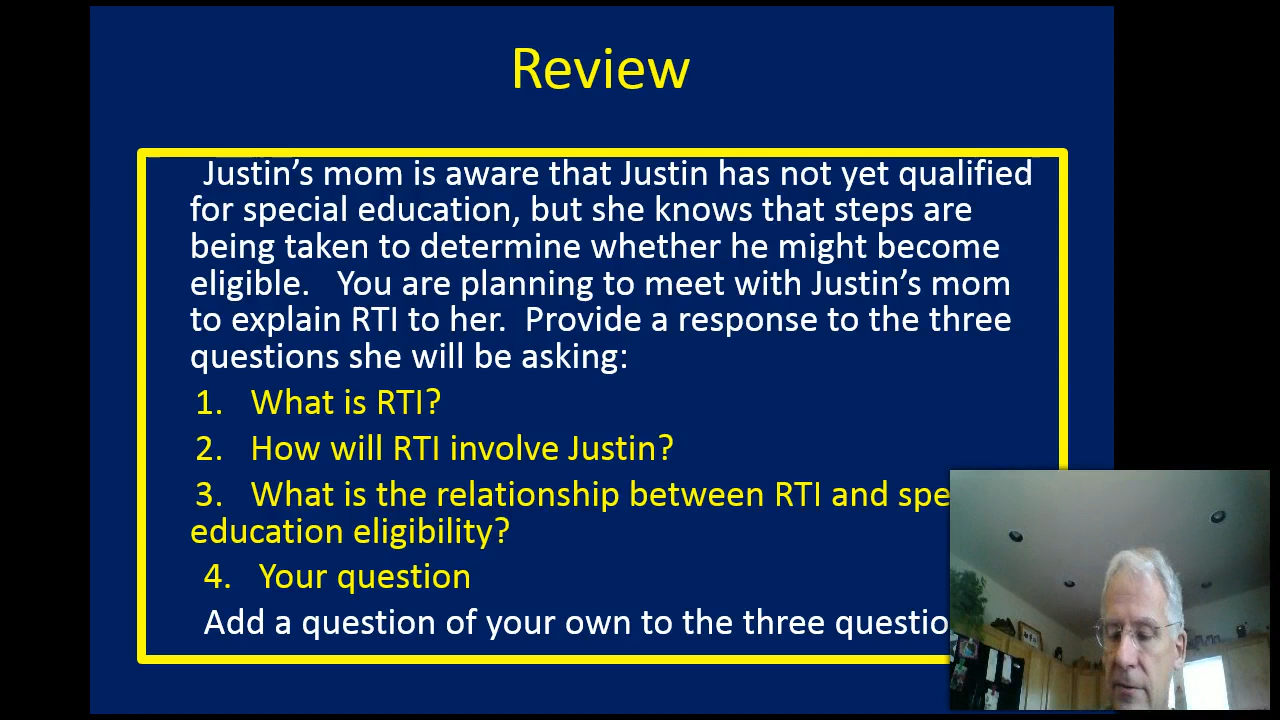 Review
Justin’s mom is aware that Justin has not yet qualified
for special education, but she knows that steps are
being taken to determine whether he might become
eligible.   You are planning to meet with Justin’s mom
to explain RTI to her.  Provide a response to the three
questions she will be asking:
1.   What is RTI?
2.   How will RTI involve Justin?
3.   What is the relationship between RTI and
education eligibility?
4.   Your question
Add a question of your own to the three